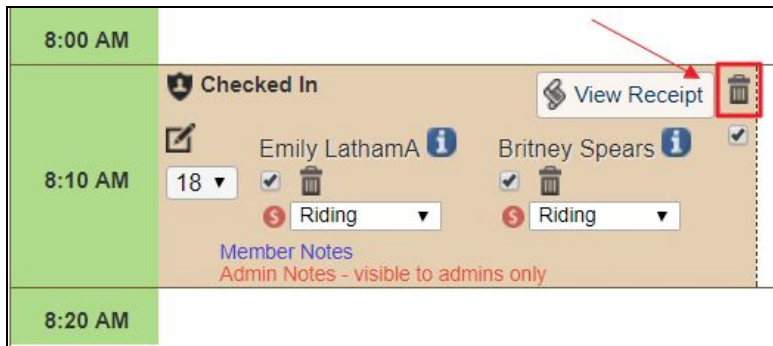 8:00 AM
Checked In
View Receipt
8:10 AM
Emily LathamA
Britney Spears
18
Riding
Riding
Member Notes
Admin Notes - visible to admins only
8:20 AM